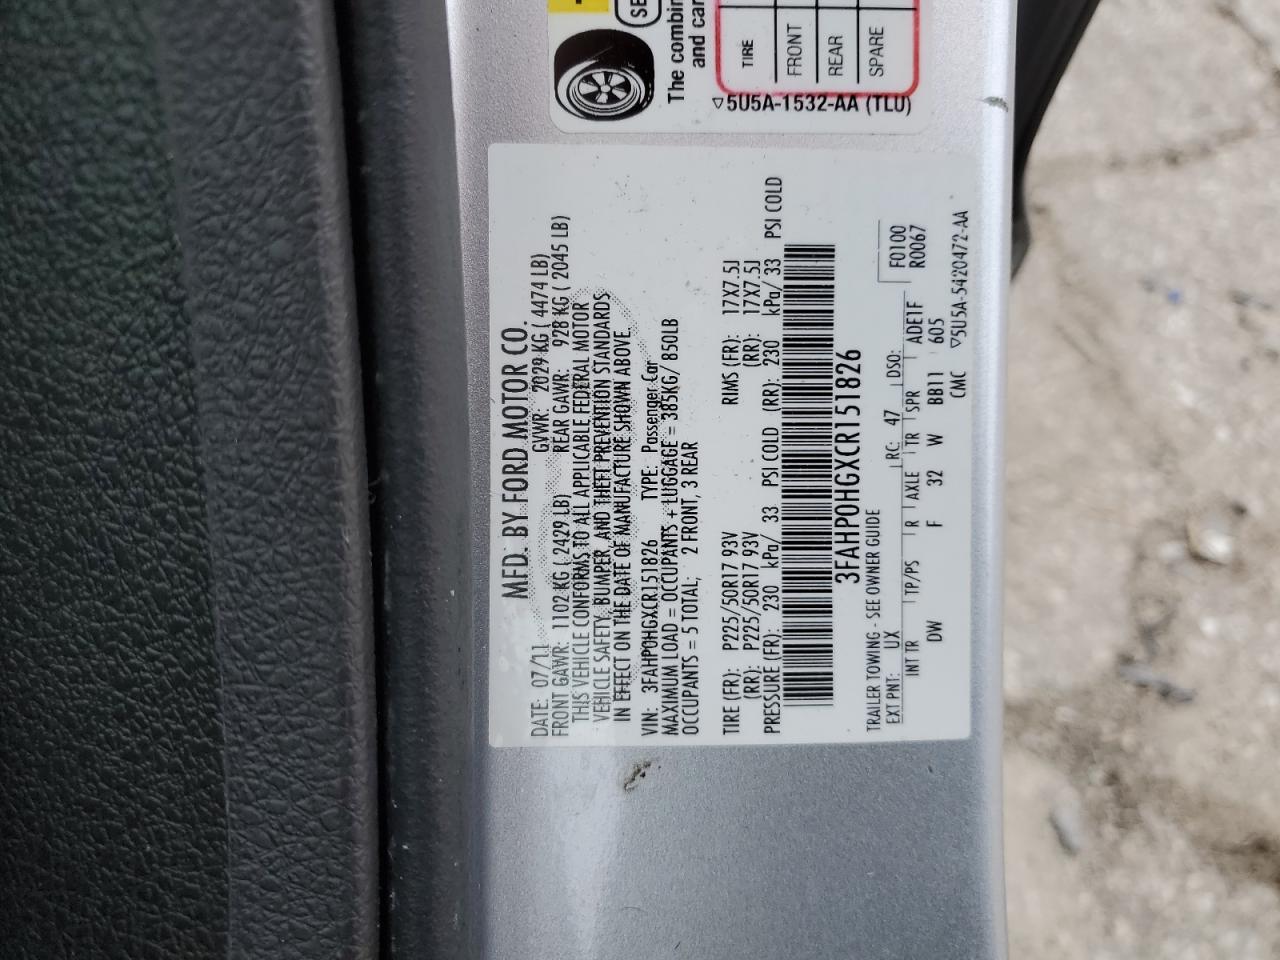 MFD. BY FORD MOTOR CO.
DATE: 07/11 GVWR: 2029 KG ( 4474 LB)
FRONT GAWR: 1102 KG ( 2429 LB) REAR GAWR: 928 KG ( 2045 LB)
THIS VEHICLE CONFORMS TO ALL APPLICABLE FEDERAL MOTOR
VEHICLE SAFETY, BUMPER, AND THEFT PREVENTION STANDARDS
IN EFFECT ON THE DATE OF MANUFACTURE SHOWN ABOVE.
VIN: 3FAHP0HGXCR151826 TYPE: Passenger Car
MAXIMUM LOAD = OCCUPANTS + LUGGAGE = 385KG/ 850LB
OCCUPANTS = 5 TOTAL; 2 FRONT, 3 REAR
TIRE (FR): P225/50R17 93V RIMS (FR): 17X7.5J
(RR): P225/50R17 93V (RR): 17X7.5J
PRESSURE (FR): 230 kPa/ 33 PSI COLD (RR): 230 kPa/ 33 PSI COLD
3FAHP0HGXCR151826
TRAILER TOWING - SEE OWNER GUIDE
EXT PNT: UX RC: 47 DSO: F0100
R0067
INT TR TP/PS R AXLE TR SPR ADE1F
DW F 32 W BB11 605
CMC ▽5U5A-5420472-AA
SE
The combin
and car
TIRE
FRONT
REAR
SPARE
▽5U5A-1532-AA (TLU)